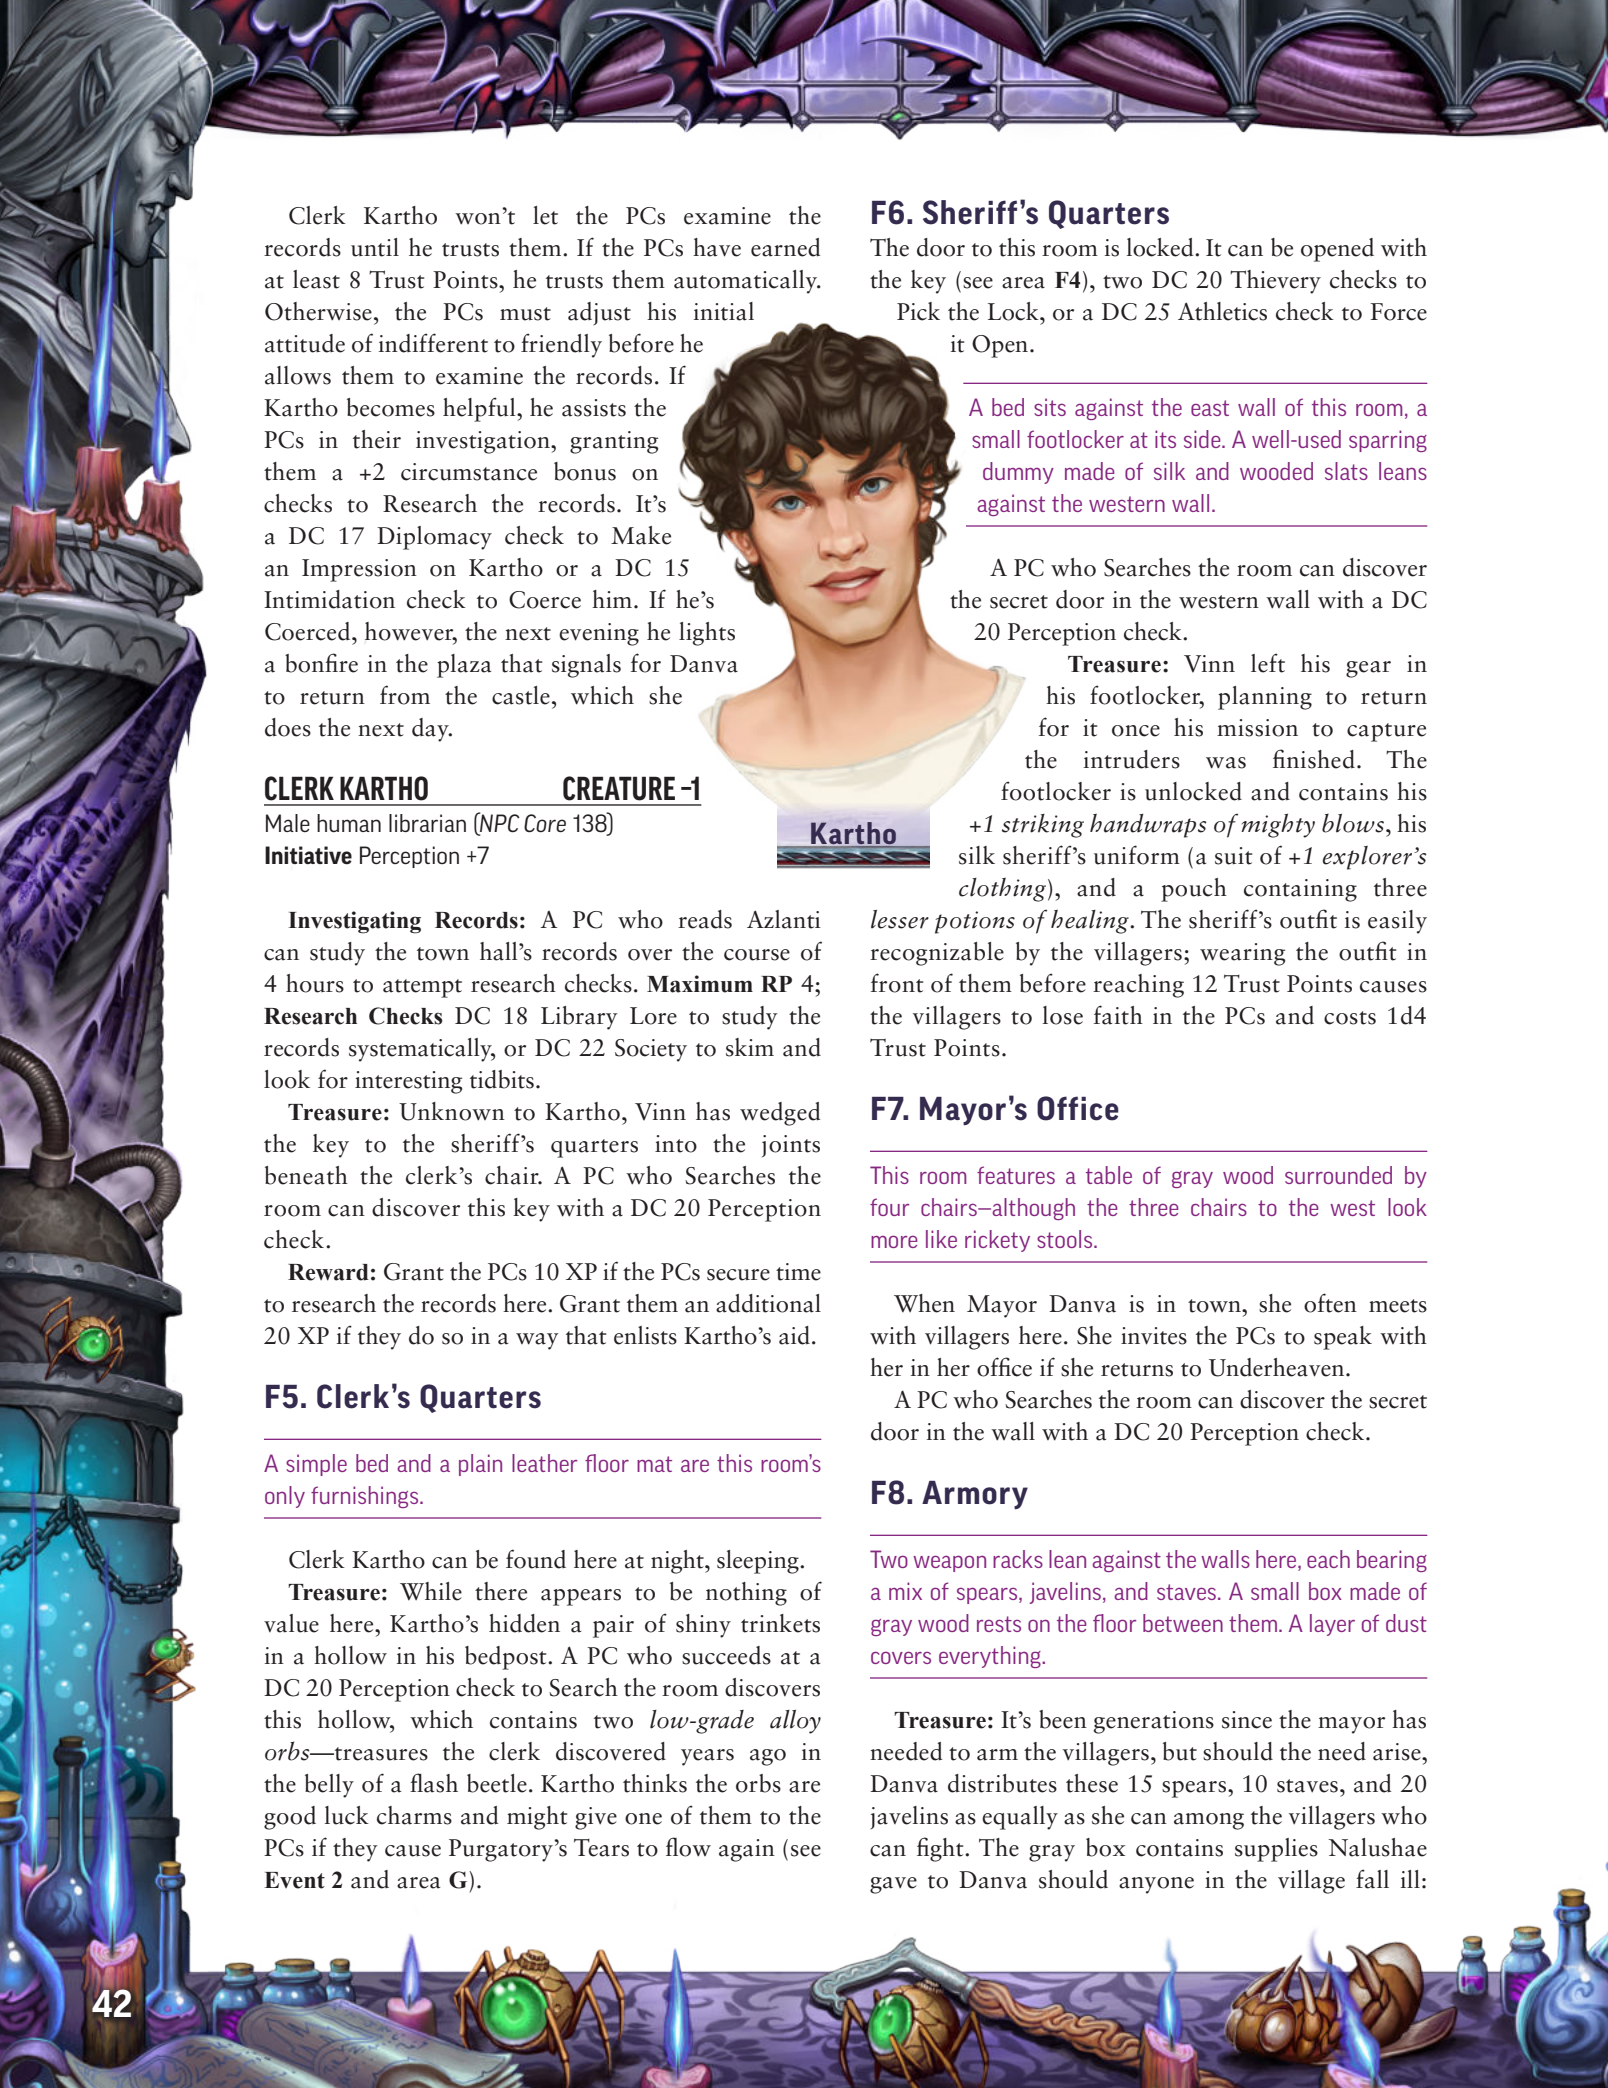 Clerk Kartho won't let the PCs examine the
records until he trusts them. If the PCs have earned
at least 8 Trust Points, he trusts them automatically.
Otherwise, the PCs must adjust his initial
attitude of indifferent to friendly before he
allows them to examine the records. If
Kartho becomes helpful, he assists the
PCs in their investigation, granting
them a +2 circumstance bonus on
checks to Research the records. It's
a DC 17 Diplomacy check to Make
an Impression on Kartho or a DC 15
Intimidation check to Coerce him. If he's
Coerced, however, the next evening he lights
a bonfire in the plaza that signals for Danva
to return from the castle, which she
does the next day.
CLERK KARTHO CREATURE –1
Male human librarian (NPC Core 138)
Initiative Perception +7
Investigating Records: A PC who reads Azlanti
can study the town hall's records over the course of
4 hours to attempt research checks. Maximum RP 4;
Research Checks DC 18 Library Lore to study the
records systematically, or DC 22 Society to skim and
look for interesting tidbits.
Treasure: Unknown to Kartho, Vinn has wedged
the key to the sheriff's quarters into the joints
beneath the clerk's chair. A PC who Searches the
room can discover this key with a DC 20 Perception
check.
Reward: Grant the PCs 10 XP if the PCs secure time
to research the records here. Grant them an additional
20 XP if they do so in a way that enlists Kartho's aid.
F5. Clerk's Quarters
A simple bed and a plain leather floor mat are this room's
only furnishings.
Clerk Kartho can be found here at night, sleeping.
Treasure: While there appears to be nothing of
value here, Kartho's hidden a pair of shiny trinkets
in a hollow in his bedpost. A PC who succeeds at a
DC 20 Perception check to Search the room discovers
this hollow, which contains two low-grade alloy
orbs—treasures the clerk discovered years ago in
the belly of a flash beetle. Kartho thinks the orbs are
good luck charms and might give one of them to the
PCs if they cause Purgatory's Tears to flow again (see
Event 2 and area G).
Kartho
F6. Sheriff's Quarters
The door to this room is locked. It can be opened with
the key (see area F4), two DC 20 Thievery checks to
Pick the Lock, or a DC 25 Athletics check to Force
it Open.
A bed sits against the east wall of this room, a
small footlocker at its side. A well-used sparring
dummy made of silk and wooded slats leans
against the western wall.
A PC who Searches the room can discover
the secret door in the western wall with a DC
20 Perception check.
Treasure: Vinn left his gear in
his footlocker, planning to return
for it once his mission to capture
the intruders was finished. The
footlocker is unlocked and contains his
+1 striking handwraps of mighty blows, his
silk sheriff's uniform (a suit of +1 explorer's
clothing), and a pouch containing three
lesser potions of healing. The sheriff's outfit is easily
recognizable by the villagers; wearing the outfit in
front of them before reaching 12 Trust Points causes
the villagers to lose faith in the PCs and costs 1d4
Trust Points.
F7. Mayor's Office
This room features a table of gray wood surrounded by
four chairs—although the three chairs to the west look
more like rickety stools.
When Mayor Danva is in town, she often meets
with villagers here. She invites the PCs to speak with
her in her office if she returns to Underheaven.
A PC who Searches the room can discover the secret
door in the wall with a DC 20 Perception check.
F8. Armory
Two weapon racks lean against the walls here, each bearing
a mix of spears, javelins, and staves. A small box made of
gray wood rests on the floor between them. A layer of dust
covers everything.
Treasure: It's been generations since the mayor has
needed to arm the villagers, but should the need arise,
Danva distributes these 15 spears, 10 staves, and 20
javelins as equally as she can among the villagers who
can fight. The gray box contains supplies Nalushae
gave to Danva should anyone in the village fall ill:
42